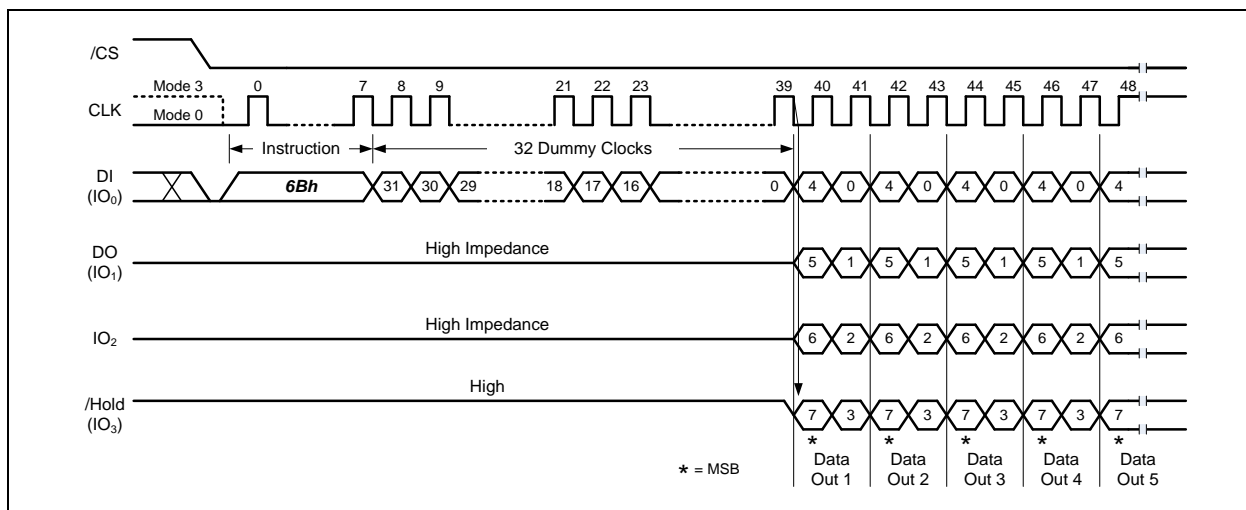 /CS
Mode 3
0
7
8
9
21
22
23
39
40
41
42
43
44
45
46
47
48
CLK
Mode 0
Instruction
32 Dummy Clocks
DI
(IO0)
6Bh
31
30
29
18
17
16
0
4
0
4
0
4
0
4
0
4
DO
(IO1)
High Impedance
5
1
5
1
5
1
5
1
5
IO2
High Impedance
6
2
6
2
6
2
6
2
6
/Hold
(IO3)
High
7
3
7
3
7
3
7
3
7
* = MSB
* * * * *
Data
Out 1
Data
Out 2
Data
Out 3
Data
Out 4
Data
Out 5